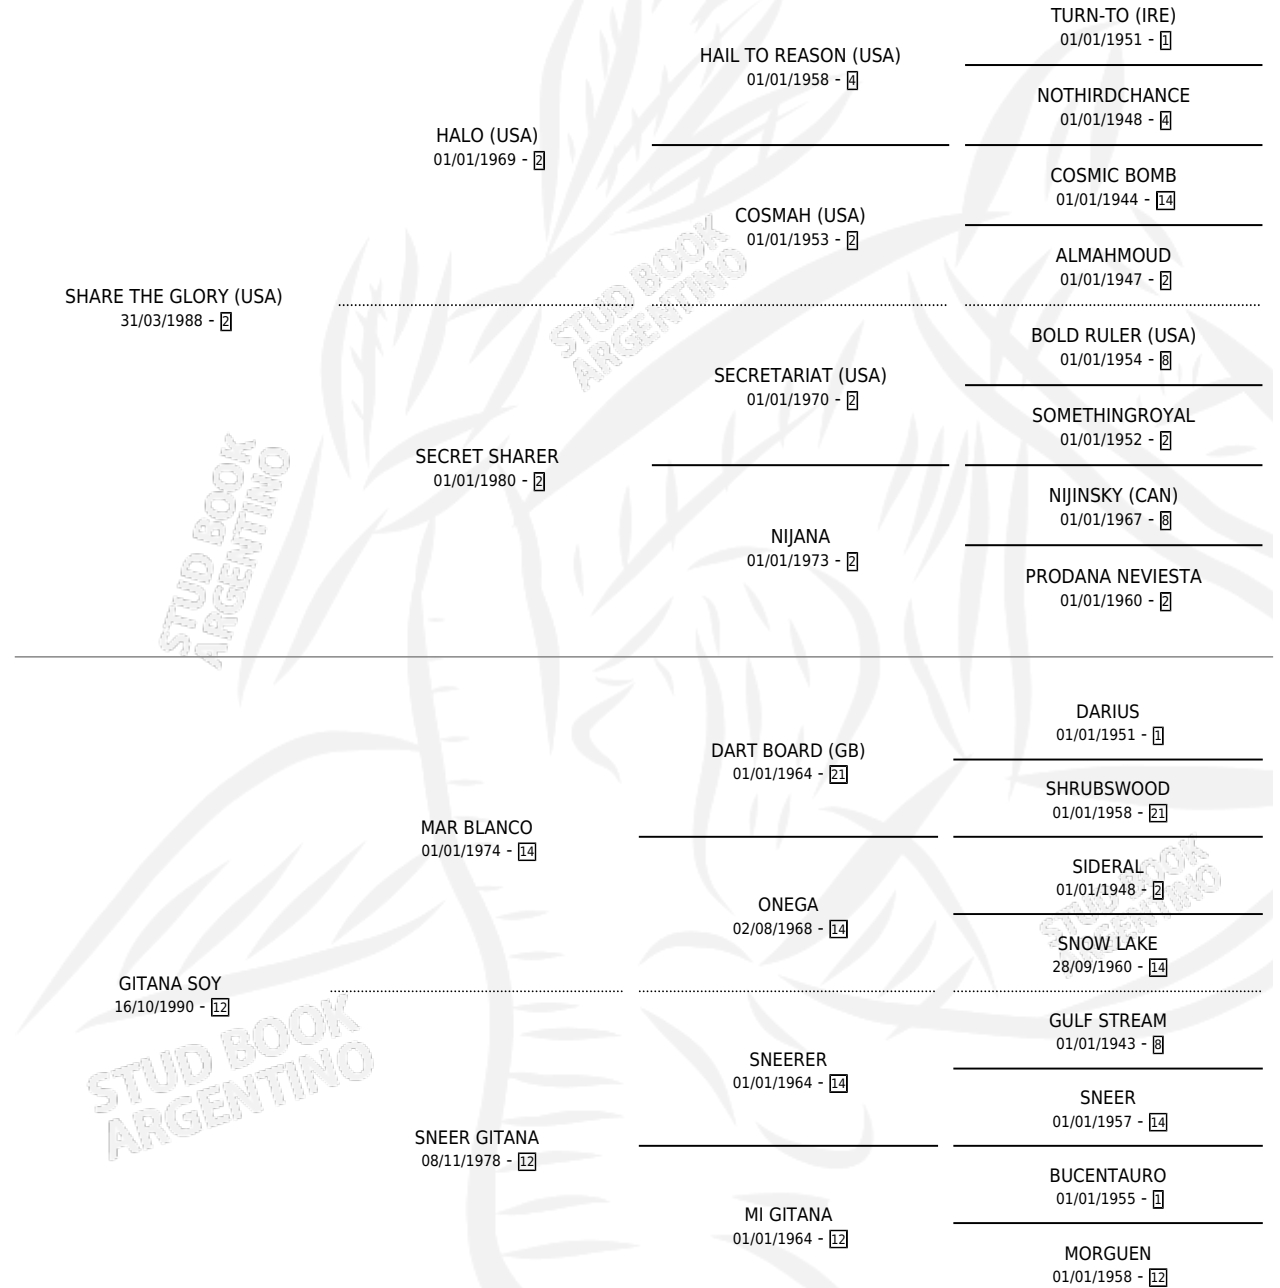 TURN-TO (IRE)
01/01/1951 - 1
HAIL TO REASON (USA)
01/01/1958 - 4
NOTHIRDCHANCE
01/01/1948 - 4
HALO (USA)
01/01/1969 - 2
COSMIC BOMB
01/01/1944 - 14
COSMAH (USA)
01/01/1953 - 2
ALMAHMOUD
01/01/1947 - 2
SHARE THE GLORY (USA)
31/03/1988 - 2
STUD BOOK
ARGENTINO
BOLD RULER (USA)
01/01/1954 - 8
SECRETARIAT (USA)
01/01/1970 - 2
SOMETHINGROYAL
01/01/1952 - 2
SECRET SHARER
01/01/1980 - 2
NIJINSKY (CAN)
01/01/1967 - 8
NIJANA
01/01/1973 - 2
PRODANA NEVIESTA
01/01/1960 - 2
STUD BOOK
ARGENTINO
DARIUS
01/01/1951 - 1
DART BOARD (GB)
01/01/1964 - 21
SHRUBSWOOD
01/01/1958 - 21
MAR BLANCO
01/01/1974 - 14
SIDERAL
01/01/1948 - 2
ONEGA
02/08/1968 - 14
SNOW LAKE
28/09/1960 - 14
STUD BOOK
ARGENTINO
GITANA SOY
16/10/1990 - 12
STUD BOOK
ARGENTINO
GULF STREAM
01/01/1943 - 8
SNEERER
01/01/1964 - 14
SNEER
01/01/1957 - 14
SNEER GITANA
08/11/1978 - 12
BUCENTAURO
01/01/1955 - 1
MI GITANA
01/01/1964 - 12
MORGUEN
01/01/1958 - 12